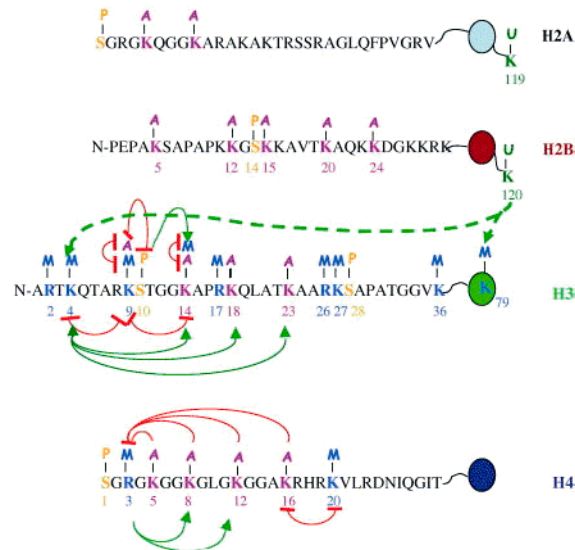 P A A
SGRGKQGGKARAKAKTRSSRAGLQFPVGRV U H2A
K
119
A A P A A A
N-PEPAKSAPAPKKGSKKAVTKAQKKDGKKRK U H2B
5 12 14 15 20 24 K
120
A M
M M M P A M A A M M P M M
N-ARTKQTARKSTGGKAPRKQLATKAARKSAPATGGVK K 79 H3
2 4 9 10 14 17 18 23 26 27 28 36
P M A A A A M
SGRGKGGKGLGKGGAKRHRKVLRDNIQGIT H4
1 3 5 8 12 16 20